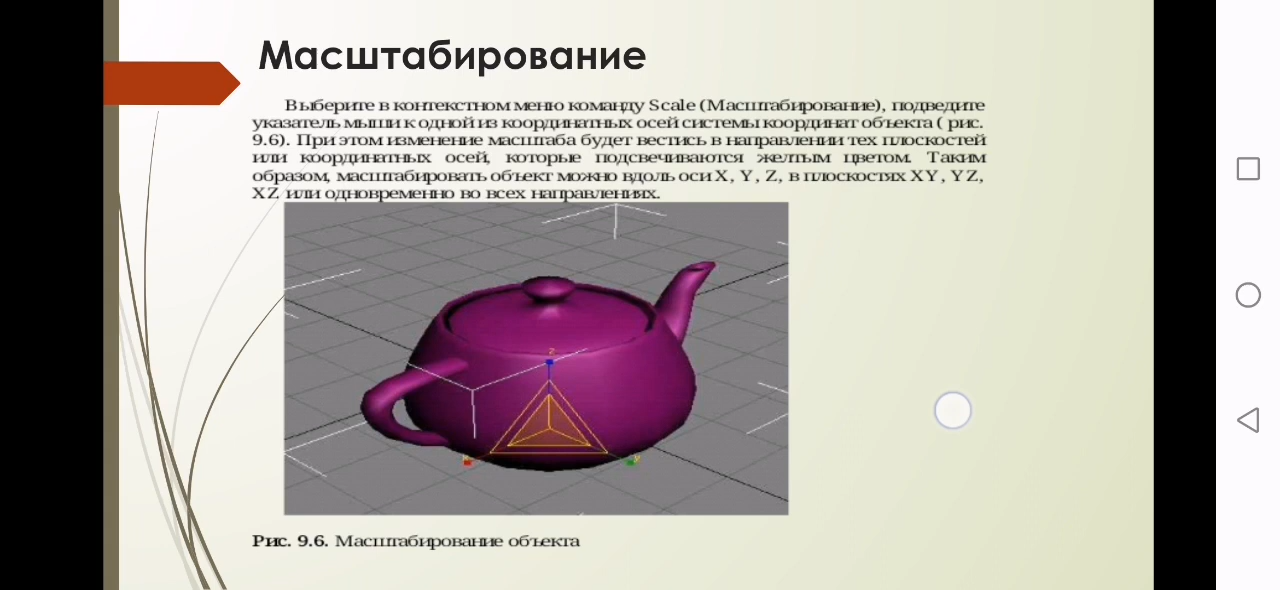 Масштабирование
Выберите в контекстном меню команду Scale (Масштабирование), подведите
указатель мыши к одной из координатных осей системы координат объекта ( рис.
9.6). При этом изменение масштаба будет вестись в направлении тех плоскостей
или координатных осей, которые подсвечиваются желтым цветом. Таким
образом, масштабировать объект можно вдоль оси X, Y, Z, в плоскостях XY, YZ,
XZ или одновременно во всех направлениях.
z
Рис. 9.6. Масштабирование объекта